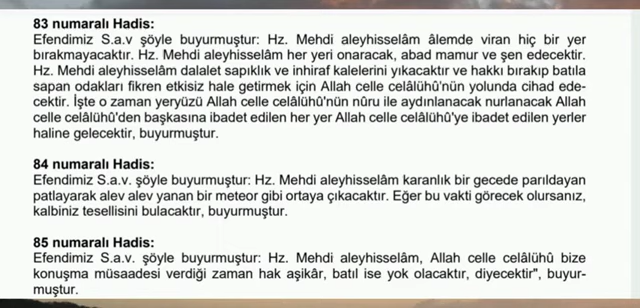 83 numaralı Hadis:
Efendimiz S.a.v şöyle buyurmuştur: Hz. Mehdi aleyhisselâm âlemde viran hiç bir yer
bırakmayacaktır. Hz. Mehdi aleyhisselâm her yeri onaracak, abad mamur ve şen edecektir.
Hz. Mehdi aleyhisselâm dalalet sapıklık ve inhiraf kalelerini yıkacaktır ve hakkı bırakıp batıla
sapan odakları fikren etkisiz hale getirmek için Allah celle celâlühû'nün yolunda cihad ede-
cektir. İşte o zaman yeryüzü Allah celle celâlühû'nün nûru ile aydınlanacak nurlanacak Allah
celle celâlühû'den başkasına ibadet edilen her yer Allah celle celâlühû'ye ibadet edilen yerler
haline gelecektir, buyurmuştur.
84 numaralı Hadis:
Efendimiz S.a.v. şöyle buyurmuştur: Hz. Mehdi aleyhisselâm karanlık bir gecede parıldayan
patlayarak alev alev yanan bir meteor gibi ortaya çıkacaktır. Eğer bu vakti görecek olursanız,
kalbiniz tesellisini bulacaktır, buyurmuştur.
85 numaralı Hadis:
Efendimiz S.a.v. şöyle buyurmuştur: Hz. Mehdi aleyhisselâm, Allah celle celâlühû bize
konuşma müsaadesi verdiği zaman hak aşikâr, batıl ise yok olacaktır, diyecektir", buyur-
muştur.